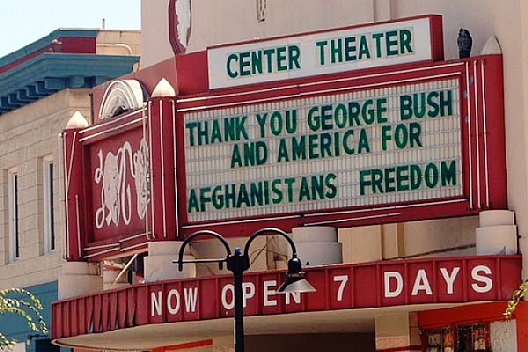 CENTER THEATER
THANK YOU GEORGE BUSH
AND AMERICA FOR
AFGHANISTANS FREEDOM
NOW OPEN 7 DAYS